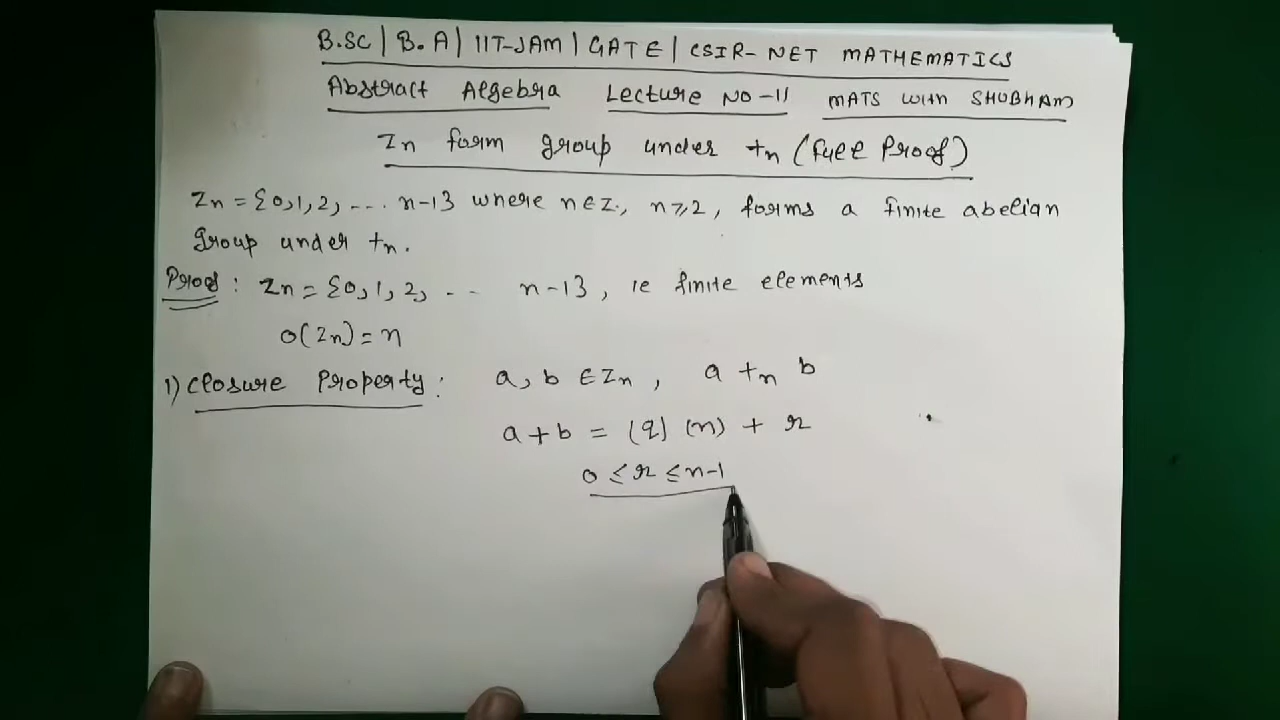 B.SC | B.A | IIT-JAM | GATE | CSIR-NET MATHEMATICS
Abstract Algebra Lecture NO-11 MATS with SHUBHAM
Zn form group under +n (full Proof)
Zn = {0,1,2, ... n-1} where n∈Z, n≥2, forms a finite abelian
group under +n.
Proof : Zn = {0,1,2, .. n-1}, ie finite elements
O(Zn) = n
1) Closure Property : a, b ∈ Zn , a +n b
a + b = (q) (n) + r
0 ≤ r ≤ n-1